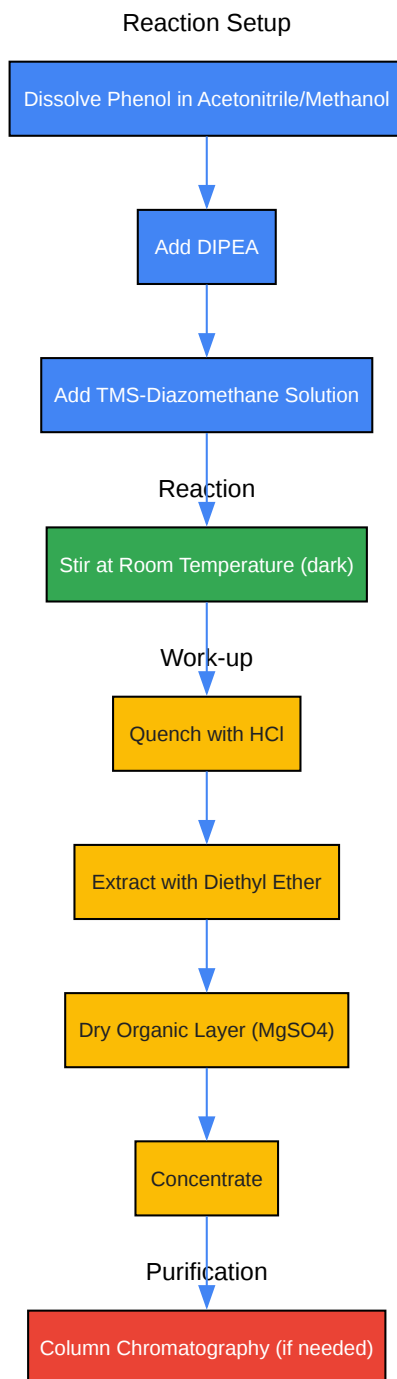 Reaction Setup
Dissolve Phenol in Acetonitrile/Methanol
Add DIPEA
Add TMS-Diazomethane Solution
Reaction
Stir at Room Temperature (dark)
Work-up
Quench with HCl
Extract with Diethyl Ether
Dry Organic Layer (MgSO4)
Concentrate
Purification
Column Chromatography (if needed)